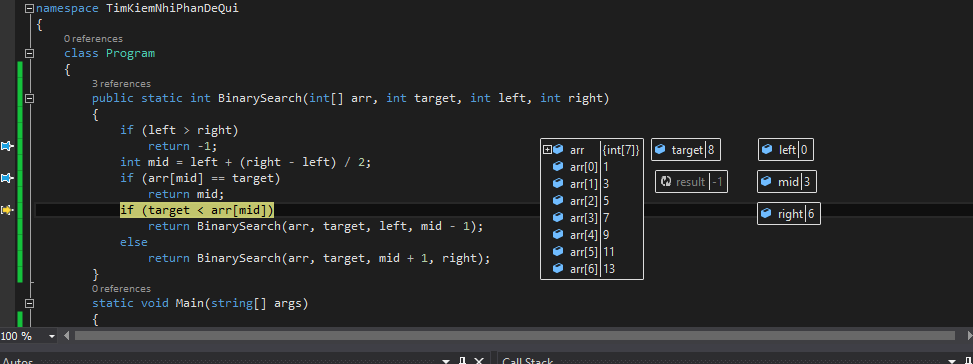 namespace TimKiemNhiPhanDeQui
{
0 references
class Program
{
3 references
public static int BinarySearch(int[] arr, int target, int left, int right)
{
if (left > right)
return -1;
int mid = left + (right - left) / 2;
if (arr[mid] == target)
return mid;
if (target < arr[mid])
return BinarySearch(arr, target, left, mid - 1);
else
return BinarySearch(arr, target, mid + 1, right);
}
0 references
static void Main(string[] args)
{
arr {int[7]}
arr[0] 1
arr[1] 3
arr[2] 5
arr[3] 7
arr[4] 9
arr[5] 11
arr[6] 13
target 8
result -1
left 0
mid 3
right 6
100 %
Autos
Call Stack